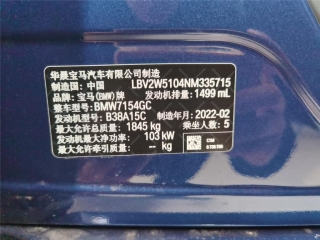 华晨宝马汽车有限公司制造
制造国: 中国 LBV2W5104NM335715
品牌: 宝马(BMW)牌 发动机排量: 1499 mL
整车型号: BMW7154GC
发动机型号: B38A15C 制造年月: 2022-02
最大允许总质量: 1845 kg 乘坐人数: 5
发动机最大净功率: 103 kW
最大允许牵引质量: kg